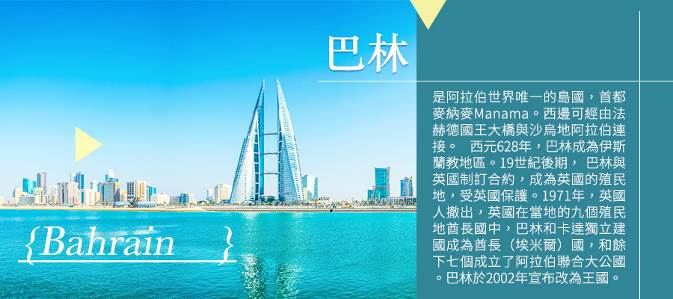 巴林
{Bahrain }
是阿拉伯世界唯一的島國，首都
麥納麥Manama。西邊可經由法
赫德國王大橋與沙烏地阿拉伯連
接。 西元628年，巴林成為伊斯
蘭教地區。19世紀後期， 巴林與
英國制訂合約，成為英國的殖民
地，受英國保護。1971年，英國
人撤出，英國在當地的九個殖民
地酋長國中，巴林和卡達獨立建
國成為酋長（埃米爾）國，和餘
下七個成立了阿拉伯聯合大公國
。巴林於2002年宣布改為王國。